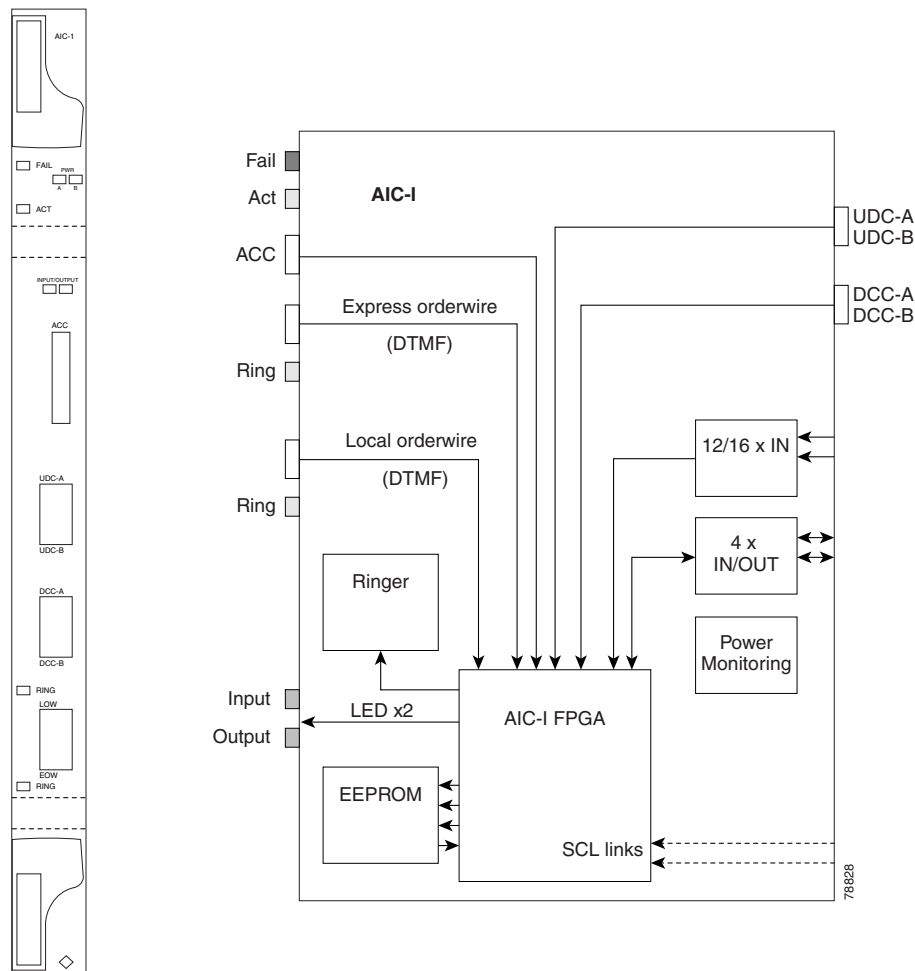 AIC-1
FAIL
PWR
A B
ACT
INPUT/OUTPUT
ACC
UDC-A
UDC-B
DCC-A
DCC-B
RING
LOW
EOW
RING
Fail
Act
AIC-I
ACC
Express orderwire
(DTMF)
Ring
Local orderwire
(DTMF)
Ring
UDC-A
UDC-B
DCC-A
DCC-B
12/16 x IN
4 x
IN/OUT
Ringer
Power
Monitoring
Input
LED x2
Output
AIC-I FPGA
EEPROM
SCL links
78828